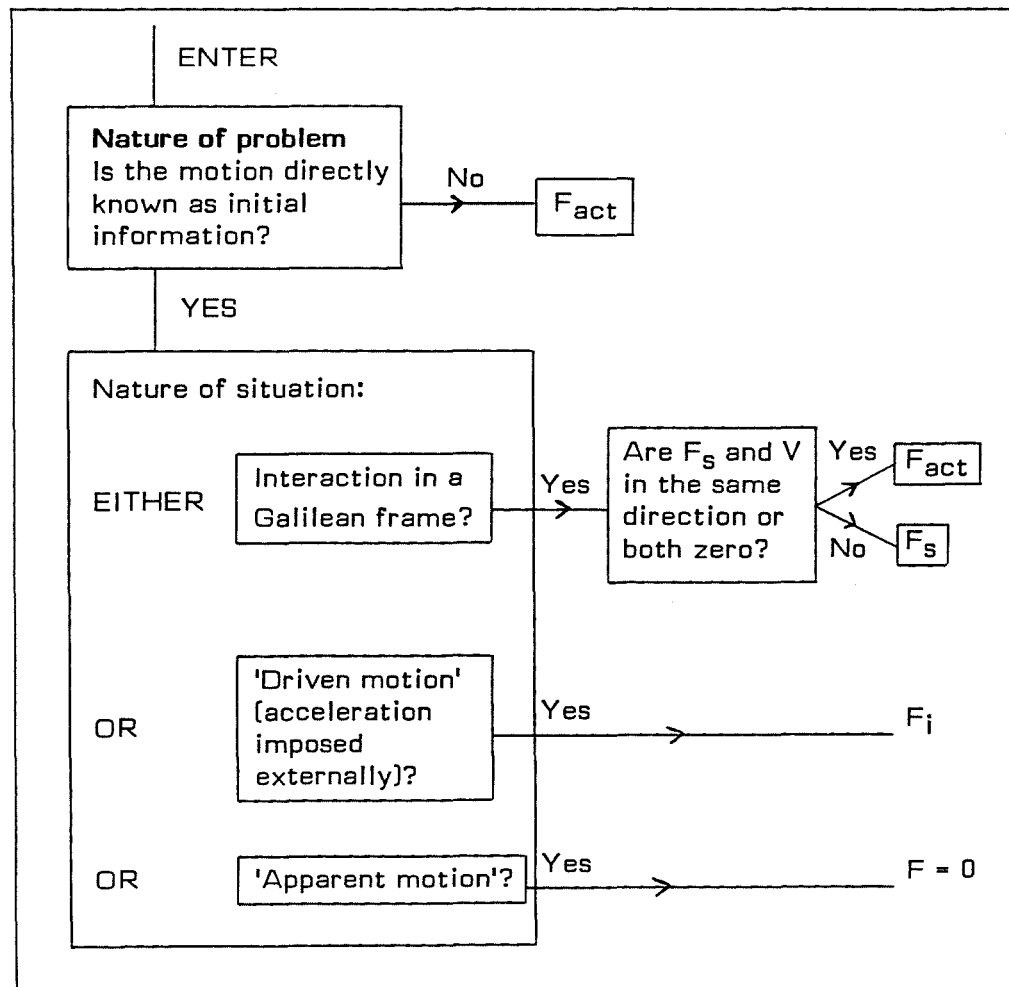 ENTER
Nature of problem
Is the motion directly
known as initial
information?
No
Fact
YES
Nature of situation:
EITHER
Interaction in a
Galilean frame?
Yes
Are Fs and V
in the same
direction or
both zero?
Yes
Fact
No
Fs
OR
'Driven motion'
(acceleration
imposed
externally)?
Yes
Fi
OR
'Apparent motion'?
Yes
F = 0